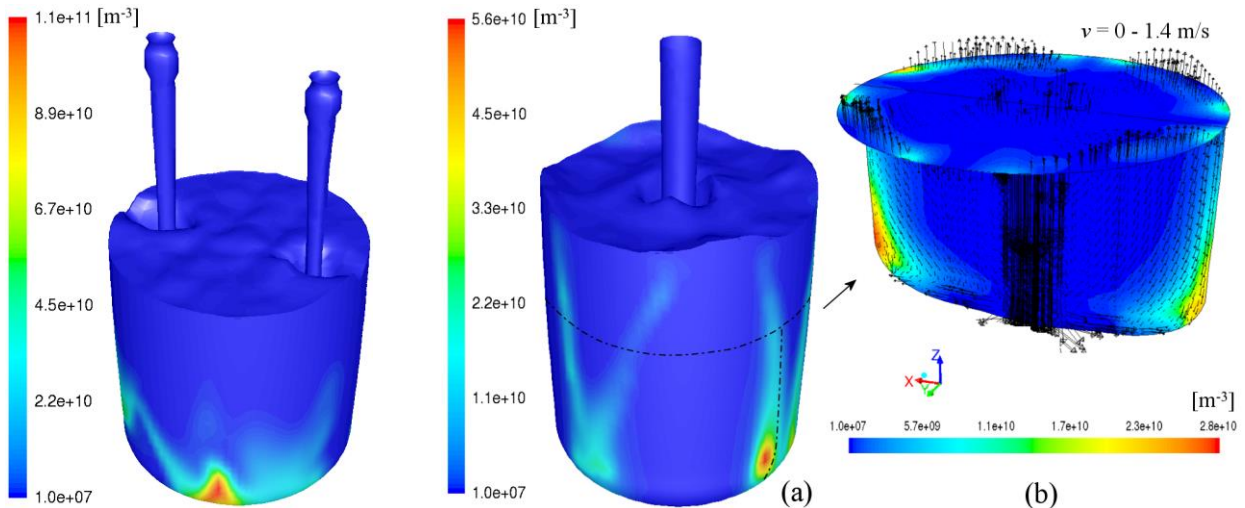 1.1e+11 [m⁻³]
8.9e+10
6.7e+10
4.5e+10
2.2e+10
1.0e+07
5.6e+10 [m⁻³]
4.5e+10
3.3e+10
2.2e+10
1.1e+10
1.0e+07
(a)
v = 0 - 1.4 m/s
Z
X
Y
[m⁻³]
1.0e+07 5.7e+09 1.1e+10 1.7e+10 2.3e+10 2.8e+10
(b)